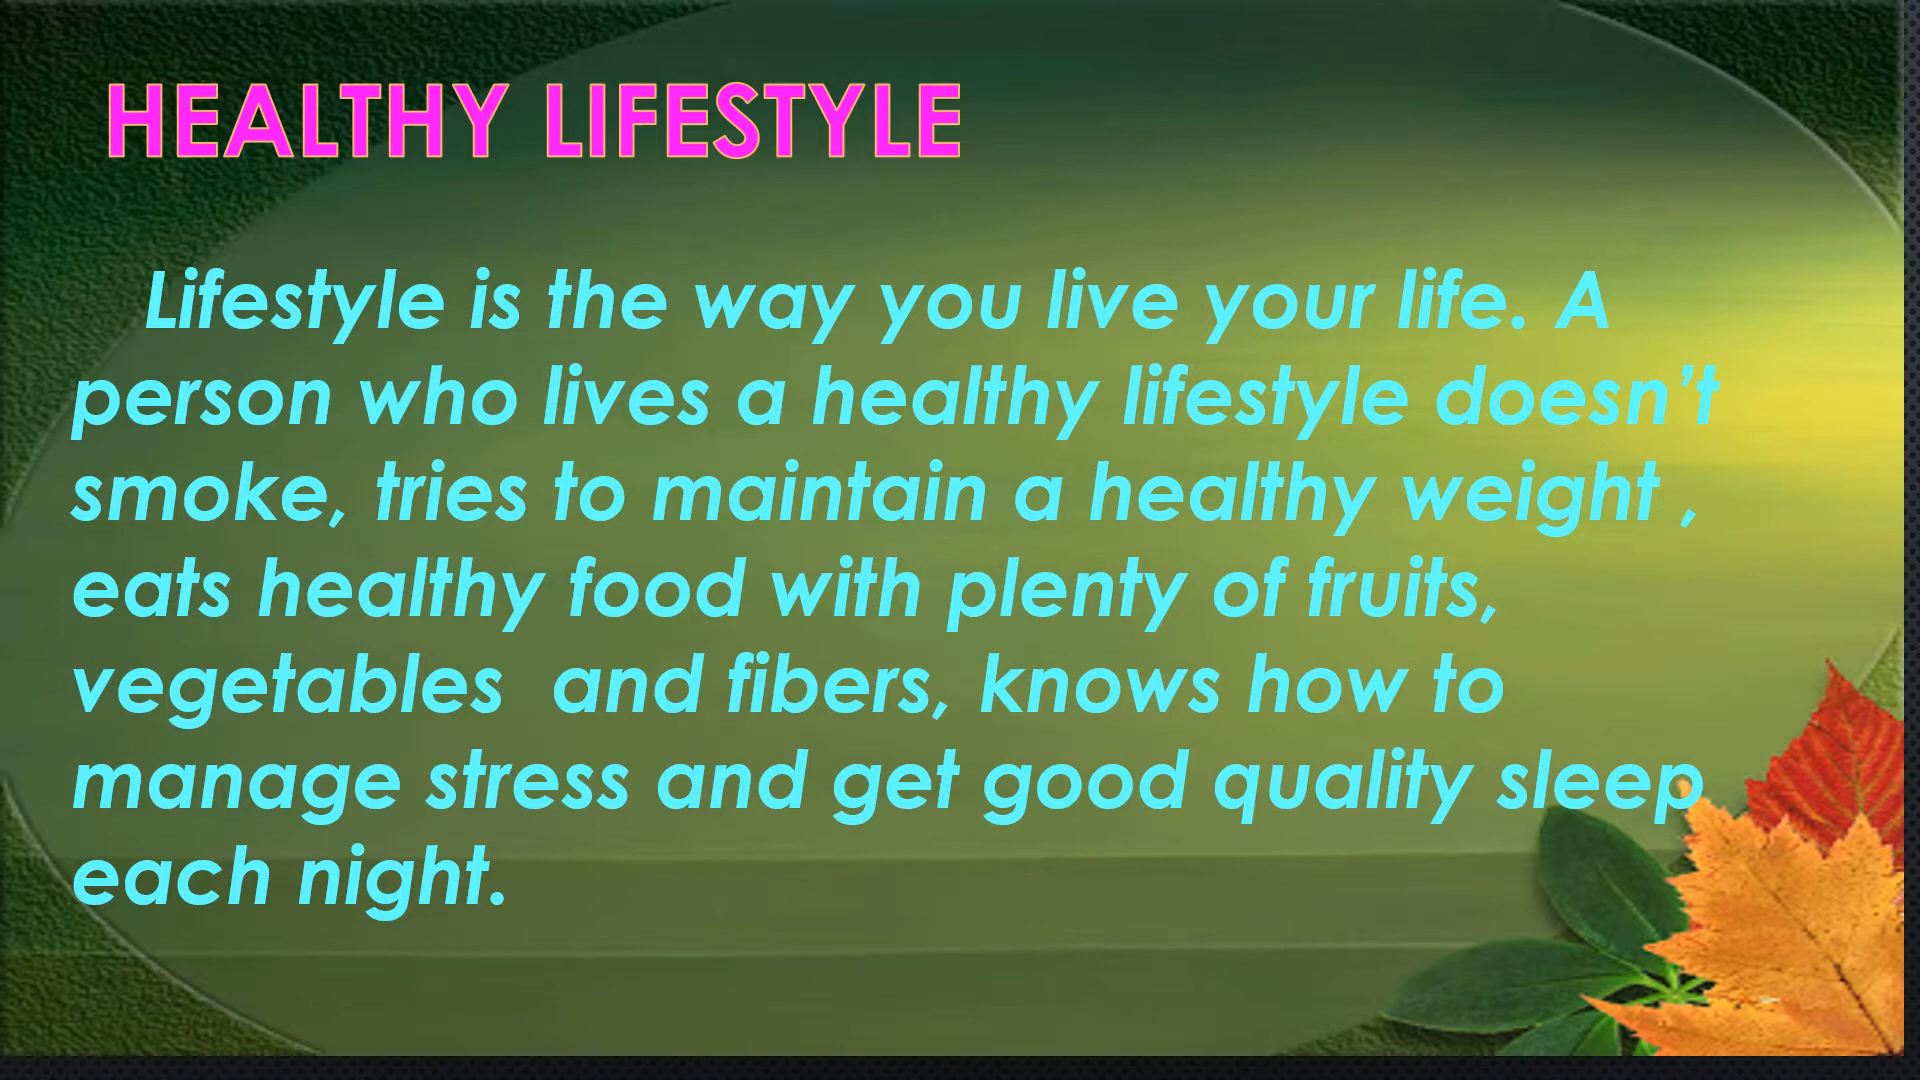 HEALTHY LIFESTYLE
Lifestyle is the way you live your life. A
person who lives a healthy lifestyle doesn’t
smoke, tries to maintain a healthy weight ,
eats healthy food with plenty of fruits,
vegetables  and fibers, knows how to
manage stress and get good quality sleep
each night.